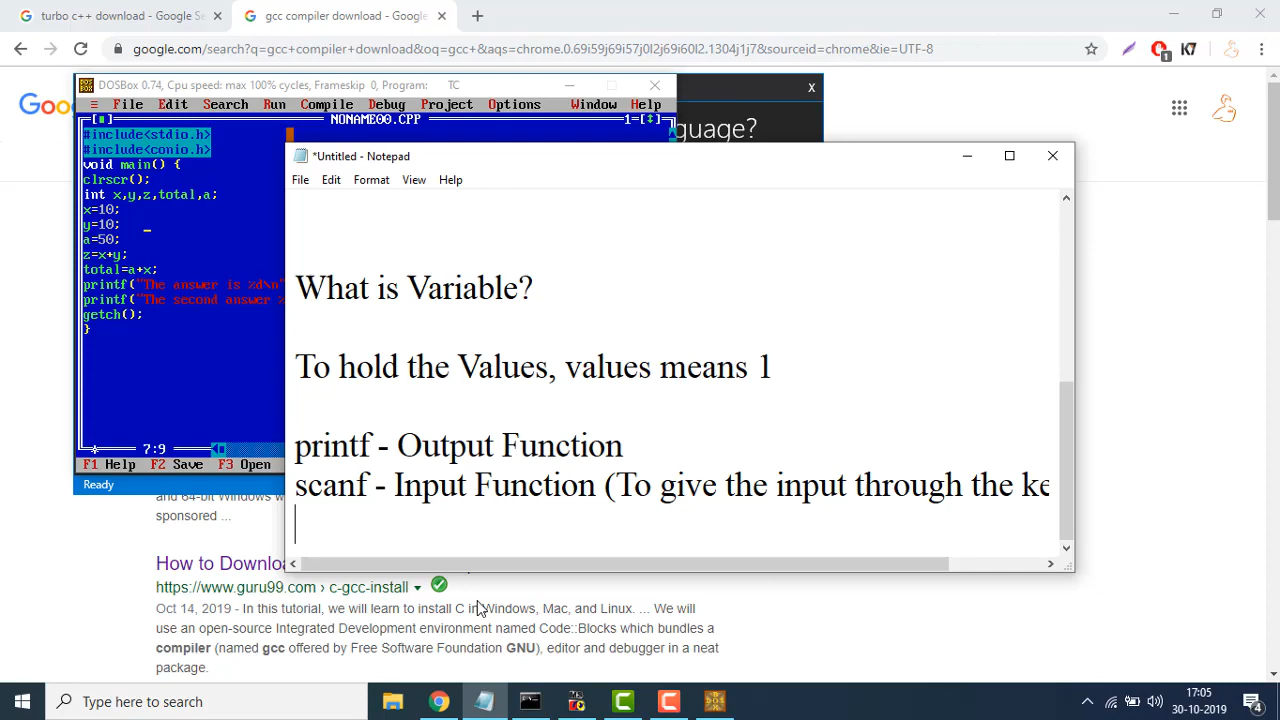 turbo c++ download - Google Se
gcc compiler download - Google
google.com/search?q=gcc+compiler+download&oq=gcc+&aqs=chrome.0.69i59j69i57j0l2j69i60l2.1304j1j7&sourceid=chrome&ie=UTF-8
1
K7
Goo
DOSBox 0.74, Cpu speed: max 100% cycles, Frameskip 0, Program: TC
X
nguage?
File Edit Search Run Compile Debug Project Options Window Help
NONAME00.CPP
1
#include<stdio.h>
#include<conio.h>
void main() {
clrscr();
int x,y,z,total,a;
x=10;
y=10;
a=50;
z=x+y;
total=a+x;
printf("The answer is %d\n"
printf("The second answer %
getch();
}
7:9
F1 Help F2 Save F3 Open
Ready
*Untitled - Notepad
File Edit Format View Help
What is Variable?
To hold the Values, values means 1
printf - Output Function
scanf - Input Function (To give the input through the ke
and 64-bit Windows
sponsored ...
How to Downloa
https://www.guru99.com › c-gcc-install
Oct 14, 2019 - In this tutorial, we will learn to install C in Windows, Mac, and Linux. ... We will
use an open-source Integrated Development environment named Code::Blocks which bundles a
compiler (named gcc offered by Free Software Foundation GNU), editor and debugger in a neat
package.
Type here to search
17:05
30-10-2019
4